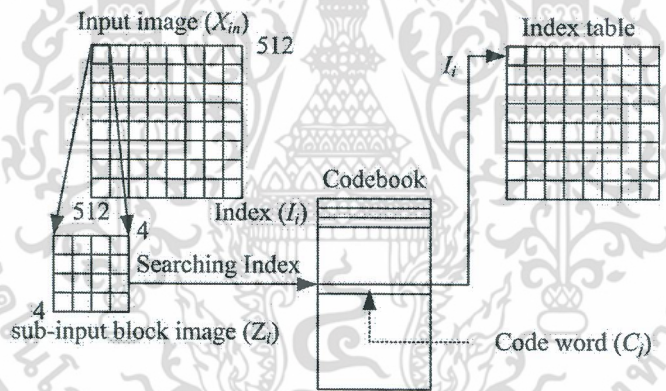 Input image (Xin)
512
Index table
Ii
Codebook
512
Index (Ii)
4
Searching Index
4
sub-input block image (Zi)
Code word (Cj)